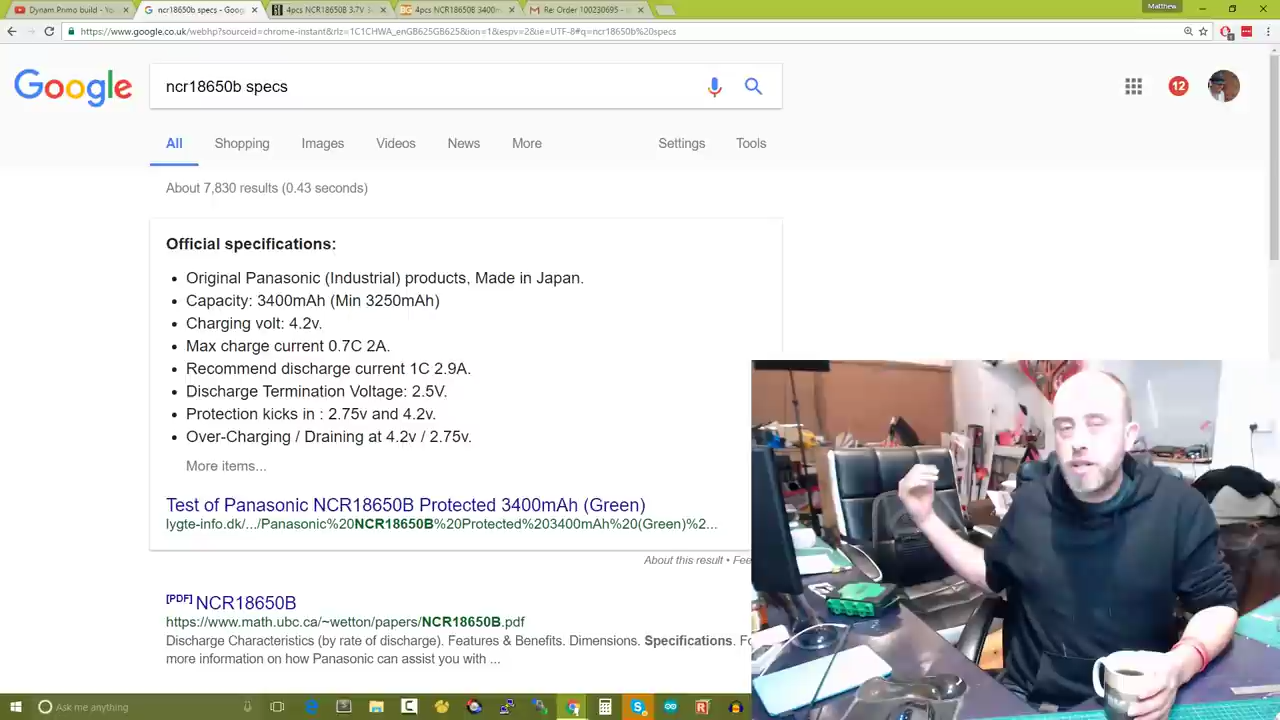 Dynam Primo build - Yo
ncr18650b specs - Goog
4pcs NCR18650B 3.7V
4pcs NCR18650B 3400m
Re: Order 100230695 -
Matthew
https://www.google.co.uk/webhp?sourceid=chrome-instant&rlz=1C1CHWA_enGB625GB625&ion=1&espv=2&ie=UTF-8#q=ncr18650b%20specs
Google
ncr18650b specs
12
All
Shopping
Images
Videos
News
More
Settings
Tools
About 7,830 results (0.43 seconds)
Official specifications:
Original Panasonic (Industrial) products, Made in Japan.
Capacity: 3400mAh (Min 3250mAh)
Charging volt: 4.2v.
Max charge current 0.7C 2A.
Recommend discharge current 1C 2.9A.
Discharge Termination Voltage: 2.5V.
Protection kicks in : 2.75v and 4.2v.
Over-Charging / Draining at 4.2v / 2.75v.
More items...
Test of Panasonic NCR18650B Protected 3400mAh (Green)
lygte-info.dk/.../Panasonic%20NCR18650B%20Protected%203400mAh%20(Green)%2...
About this result • Fee
[PDF] NCR18650B
https://www.math.ubc.ca/~wetton/papers/NCR18650B.pdf
Discharge Characteristics (by rate of discharge). Features & Benefits. Dimensions. Specifications. Fo
more information on how Panasonic can assist you with ...
Ask me anything